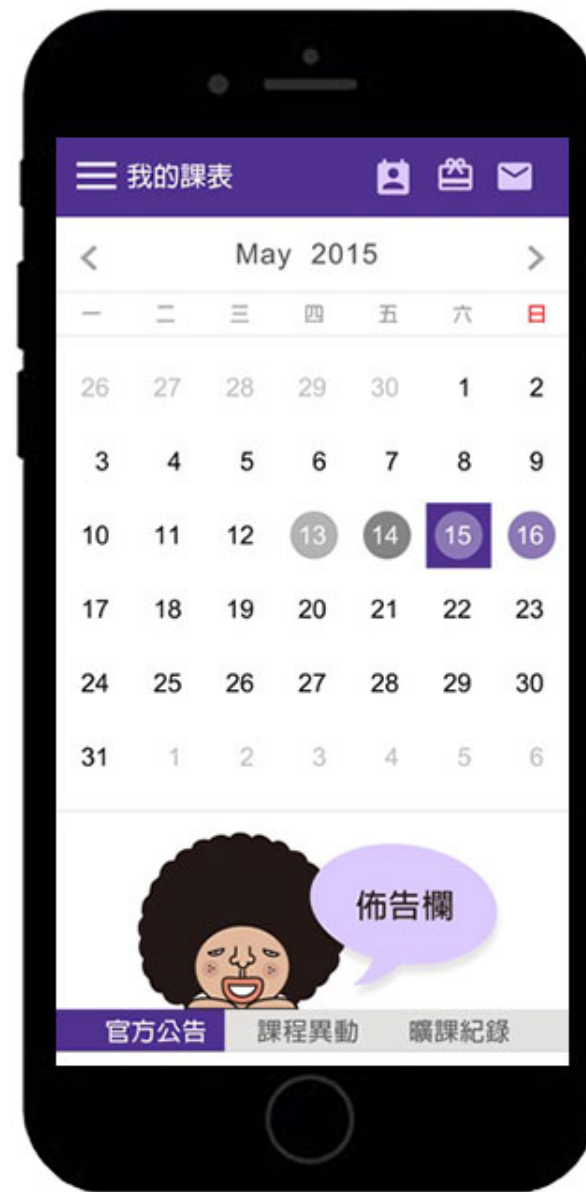 我的課表
May 2015
一 二 三 四 五 六 日
26 27 28 29 30 1 2
3 4 5 6 7 8 9
10 11 12 13 14 15 16
17 18 19 20 21 22 23
24 25 26 27 28 29 30
31 1 2 3 4 5 6
佈告欄
官方公告 課程異動 曠課紀錄